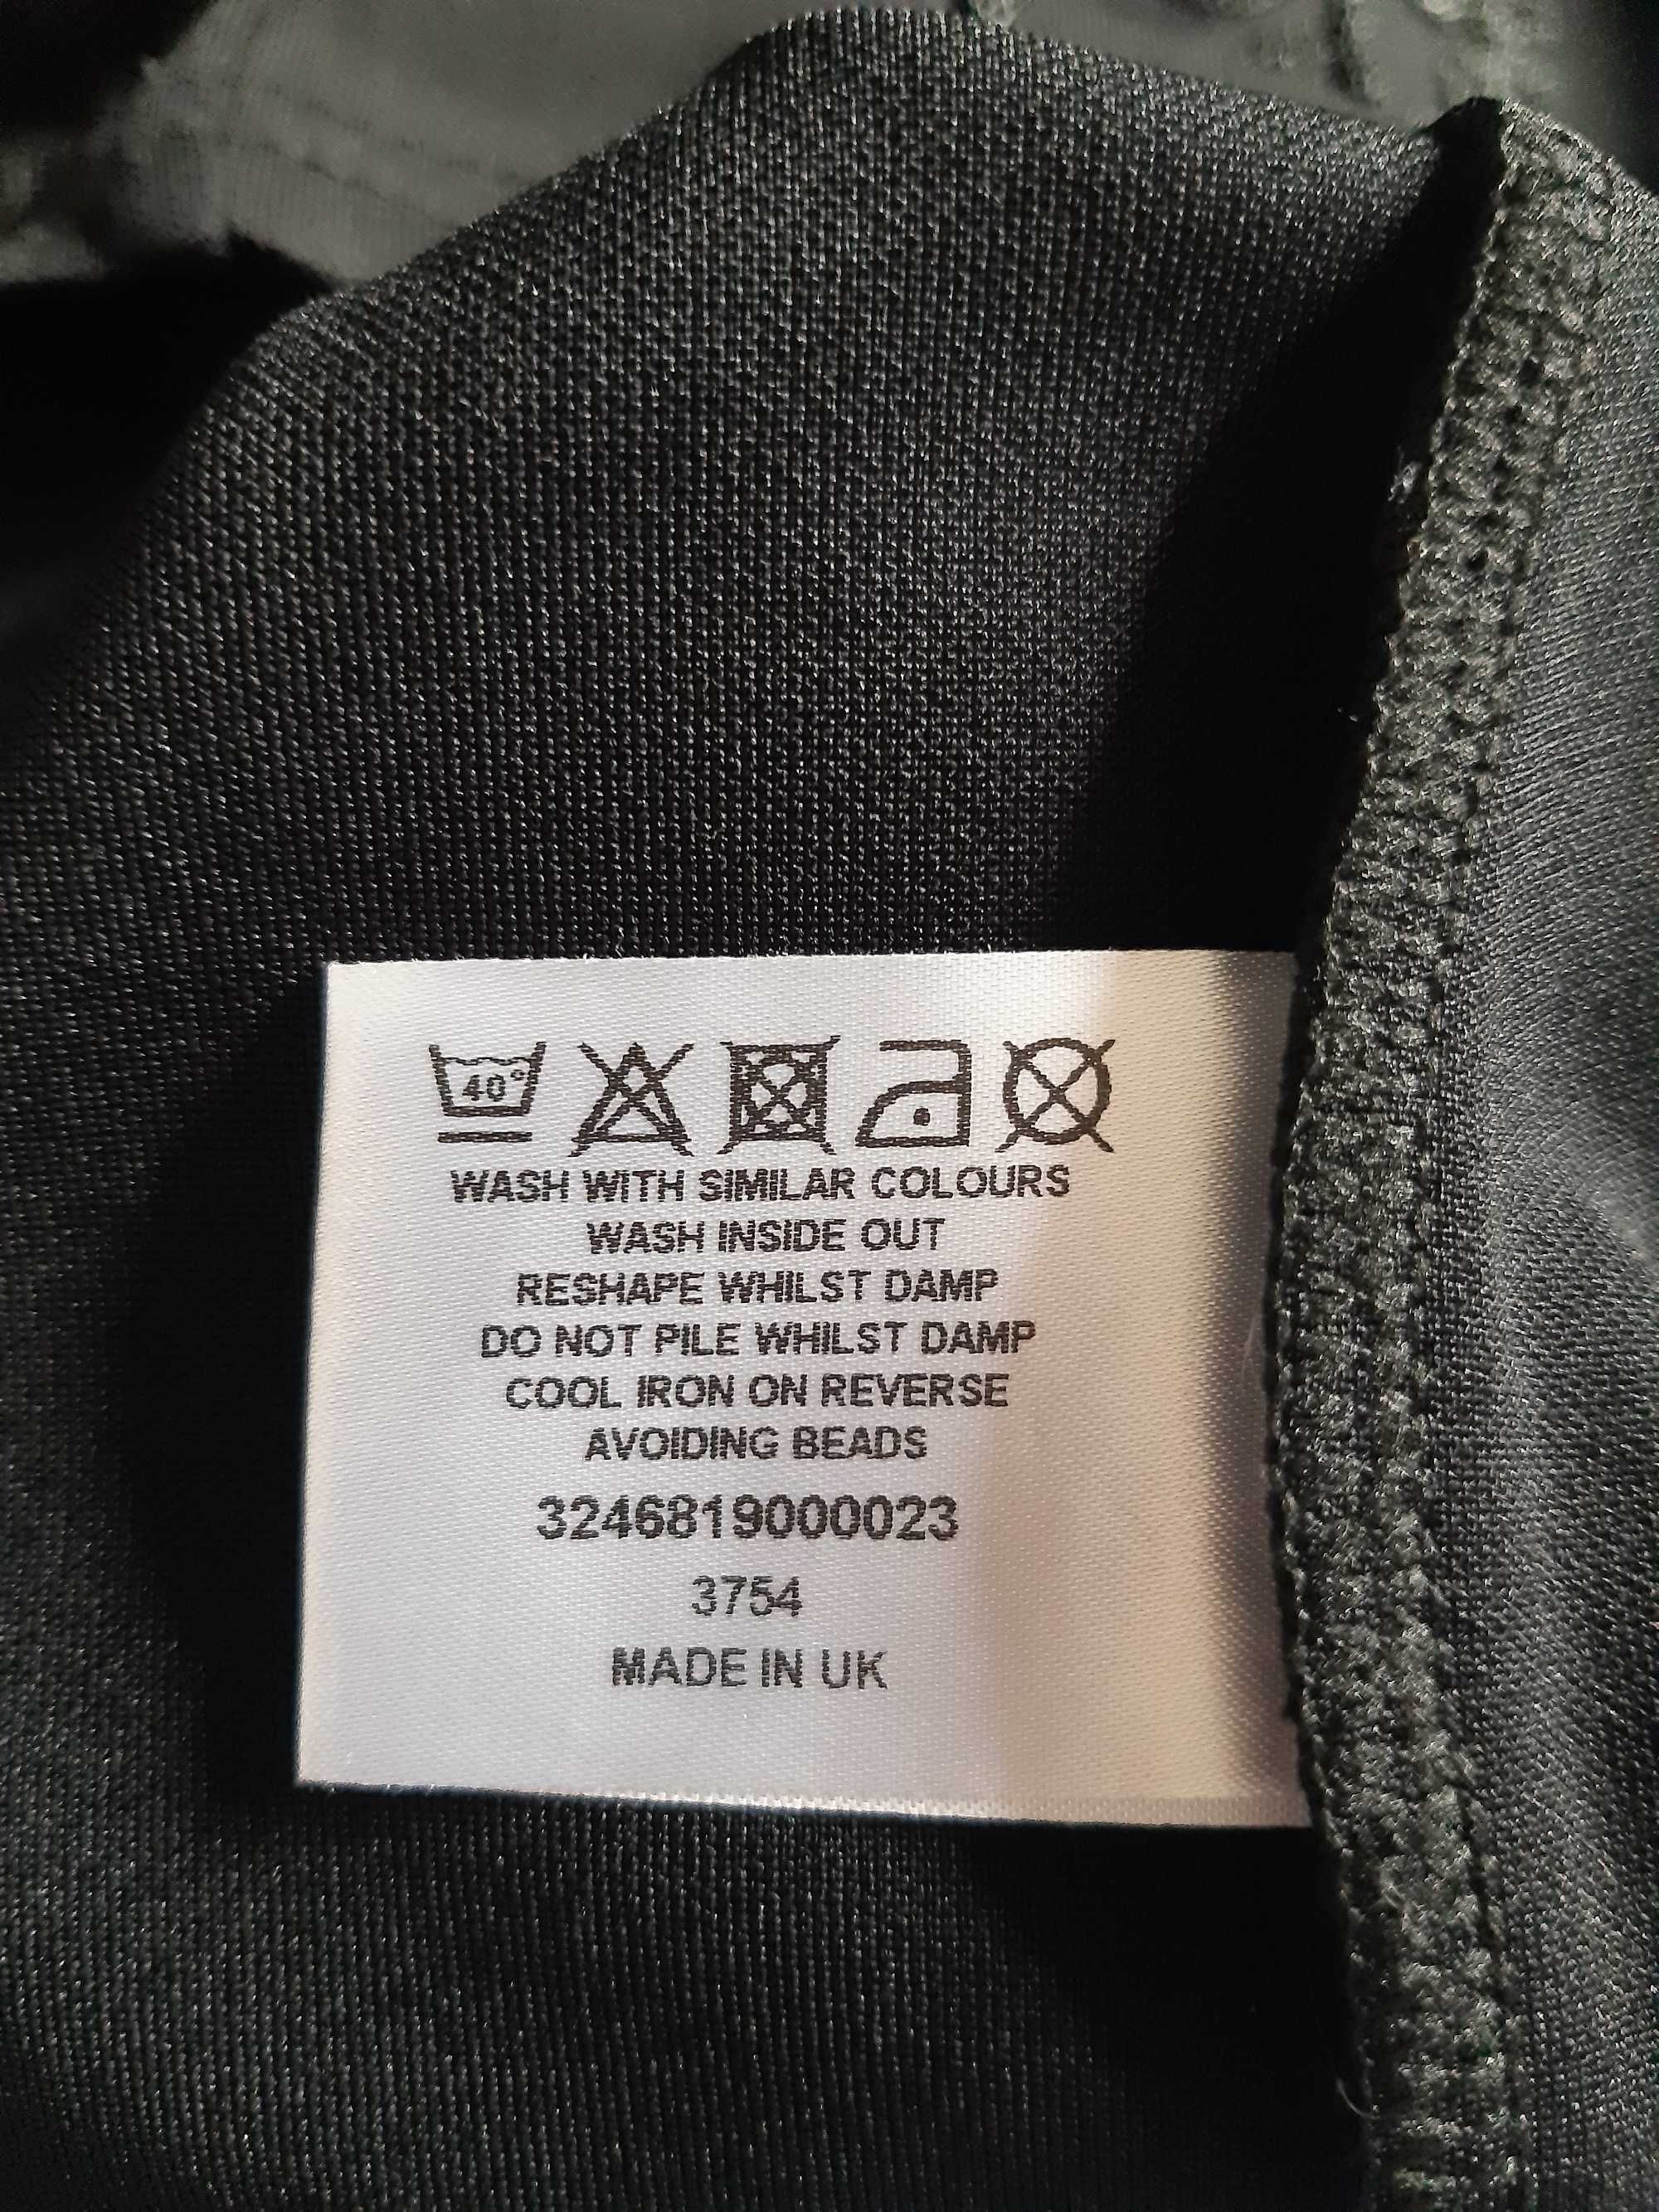 40°
WASH WITH SIMILAR COLOURS
WASH INSIDE OUT
RESHAPE WHILST DAMP
DO NOT PILE WHILST DAMP
COOL IRON ON REVERSE
AVOIDING BEADS
3246819000023
3754
MADE IN UK